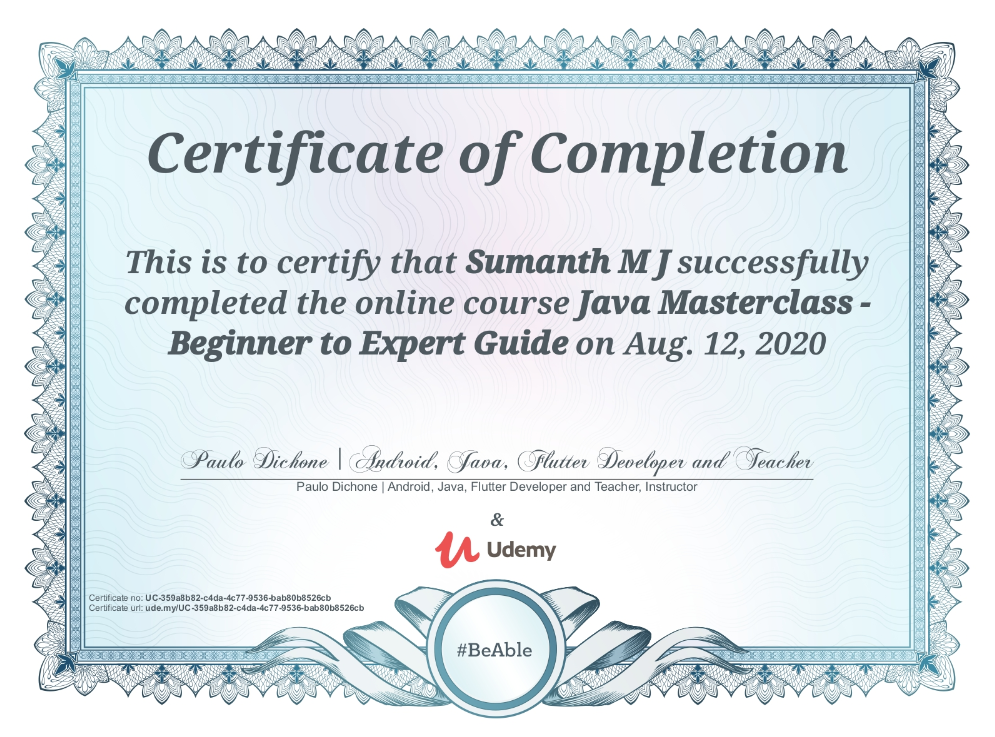 Certificate of Completion
This is to certify that Sumanth M J successfully
completed the online course Java Masterclass -
Beginner to Expert Guide on Aug. 12, 2020
Paulo Dichone | Android, Java, Flutter Developer and Teacher
Paulo Dichone | Android, Java, Flutter Developer and Teacher, Instructor
&
Udemy
Certificate no: UC-359a8b82-c4da-4c77-9536-bab80b8526cb
Certificate url: ude.my/UC-359a8b82-c4da-4c77-9536-bab80b8526cb
#BeAble